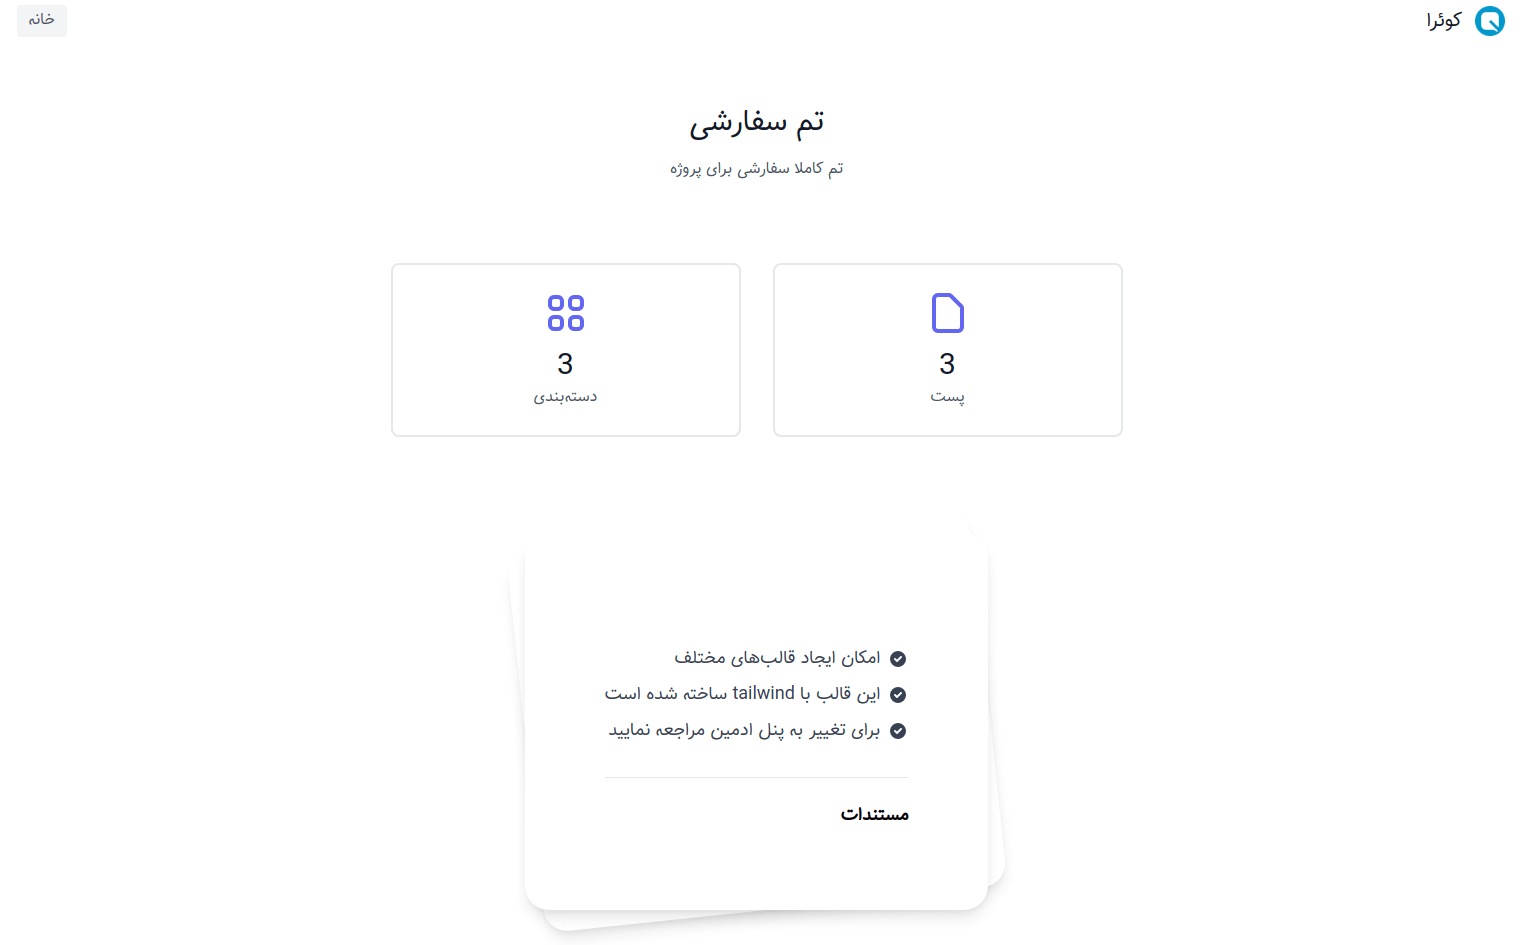 کوئرا
خانه
تم سفارشی
تم کاملا سفارشی برای پروژه
3
پست
3
دسته‌بندی
امکان ایجاد قالب‌های مختلف
این قالب با tailwind ساخته شده است
برای تغییر به پنل ادمین مراجعه نمایید
مستندات